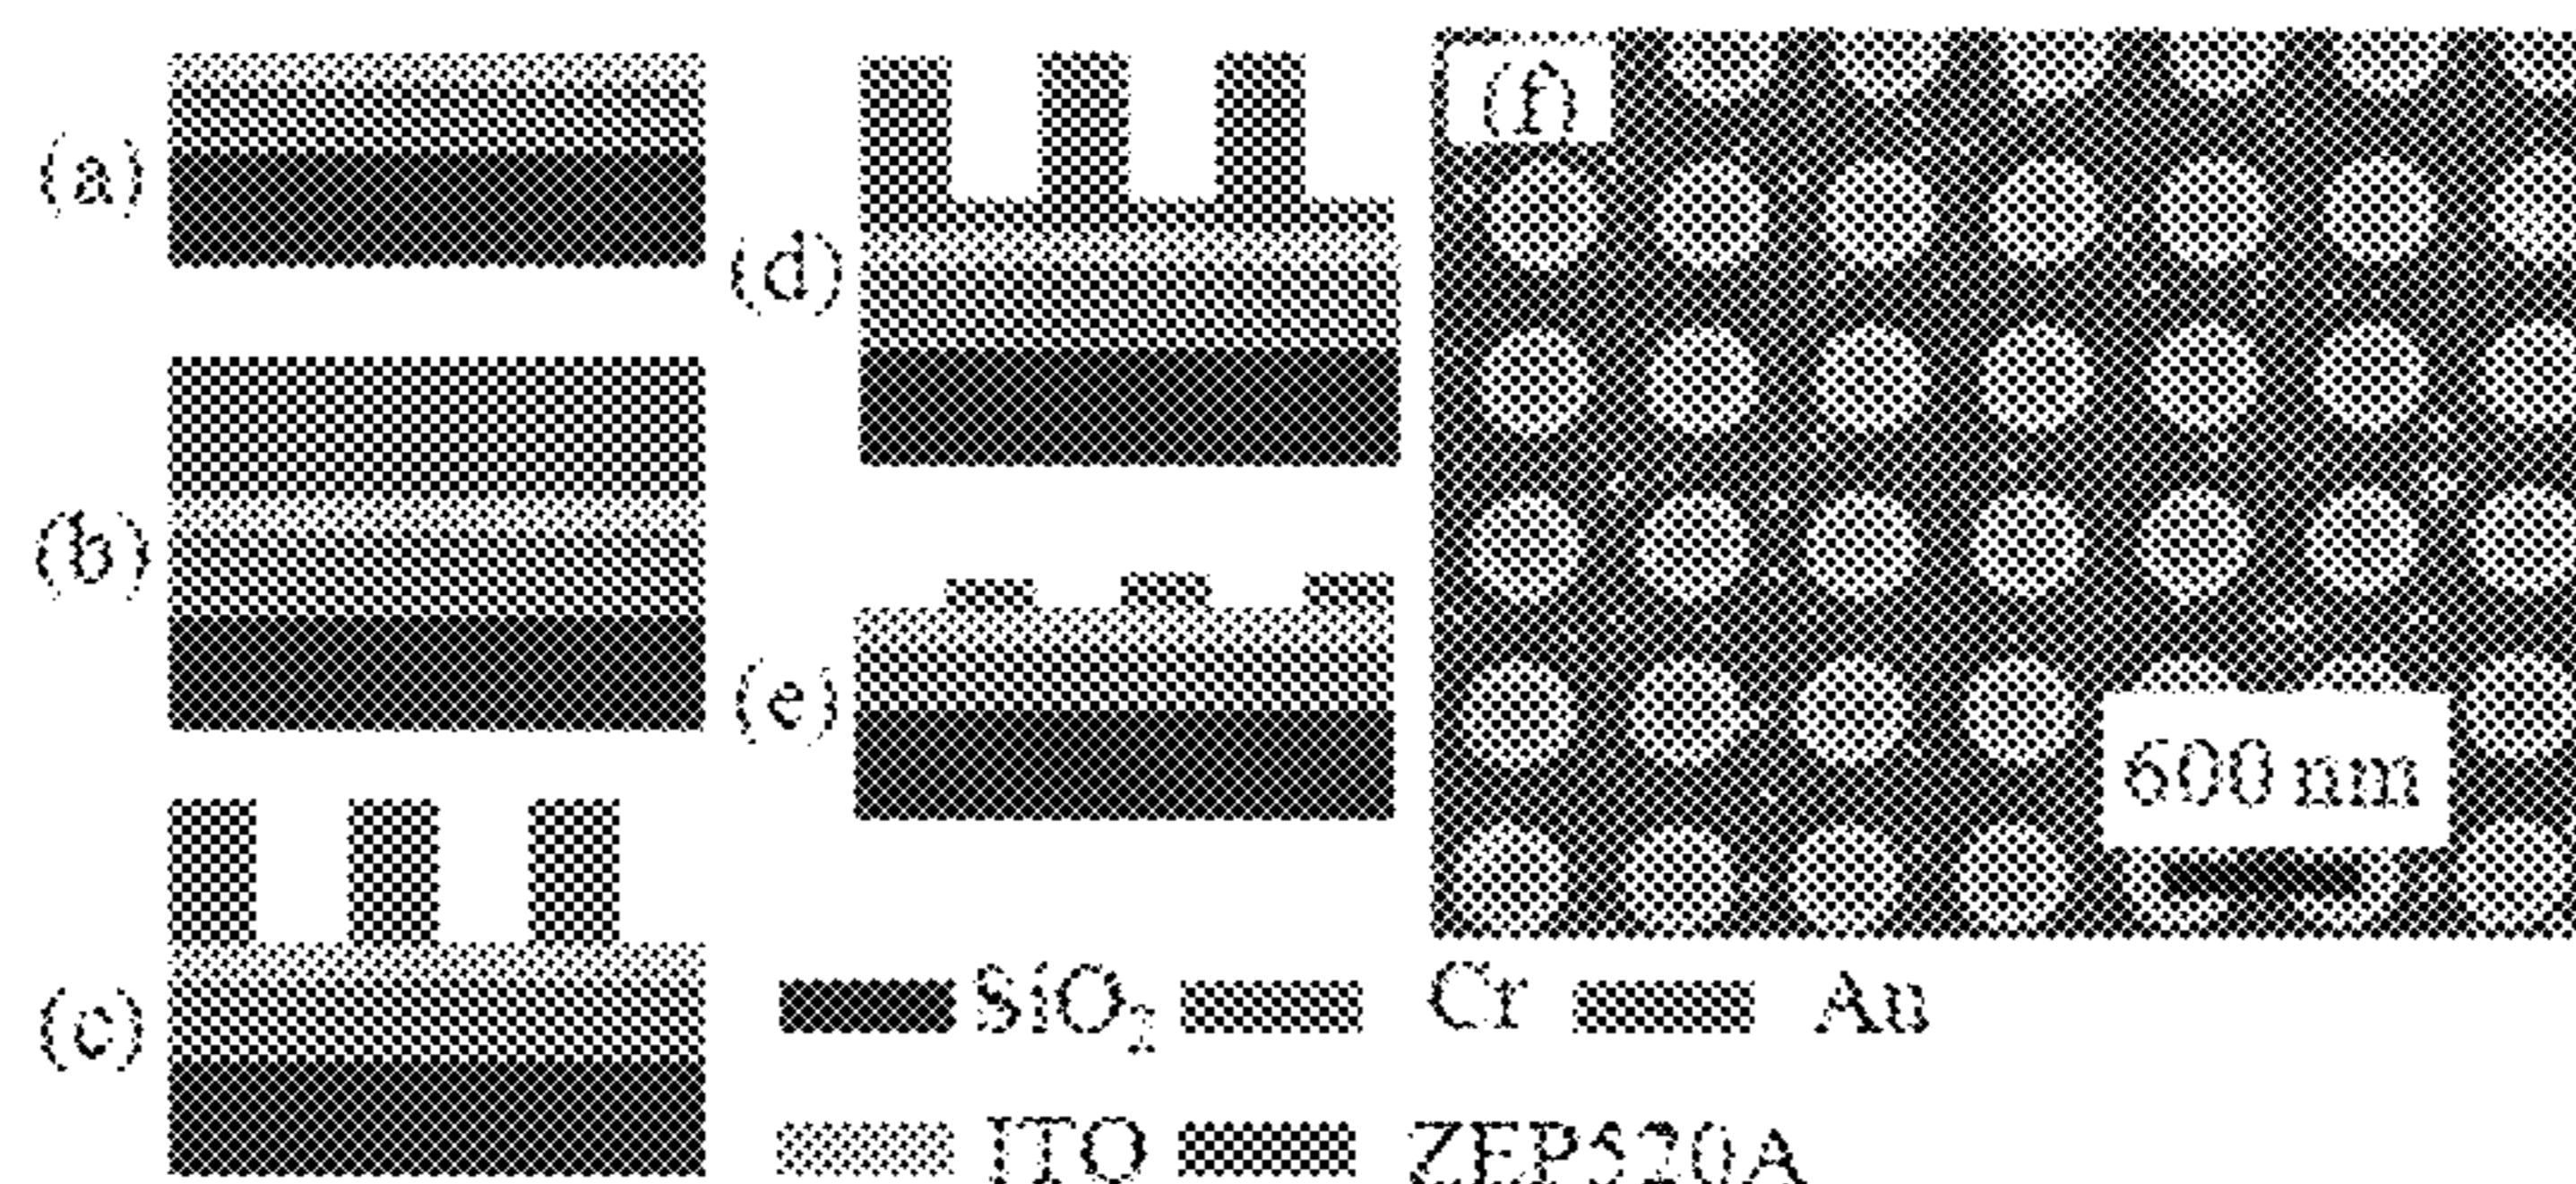 (a)
(b)
(c)
(d)
(e)
(f)
600 nm
SiO₂ Cr Au
ITO ZEP520A